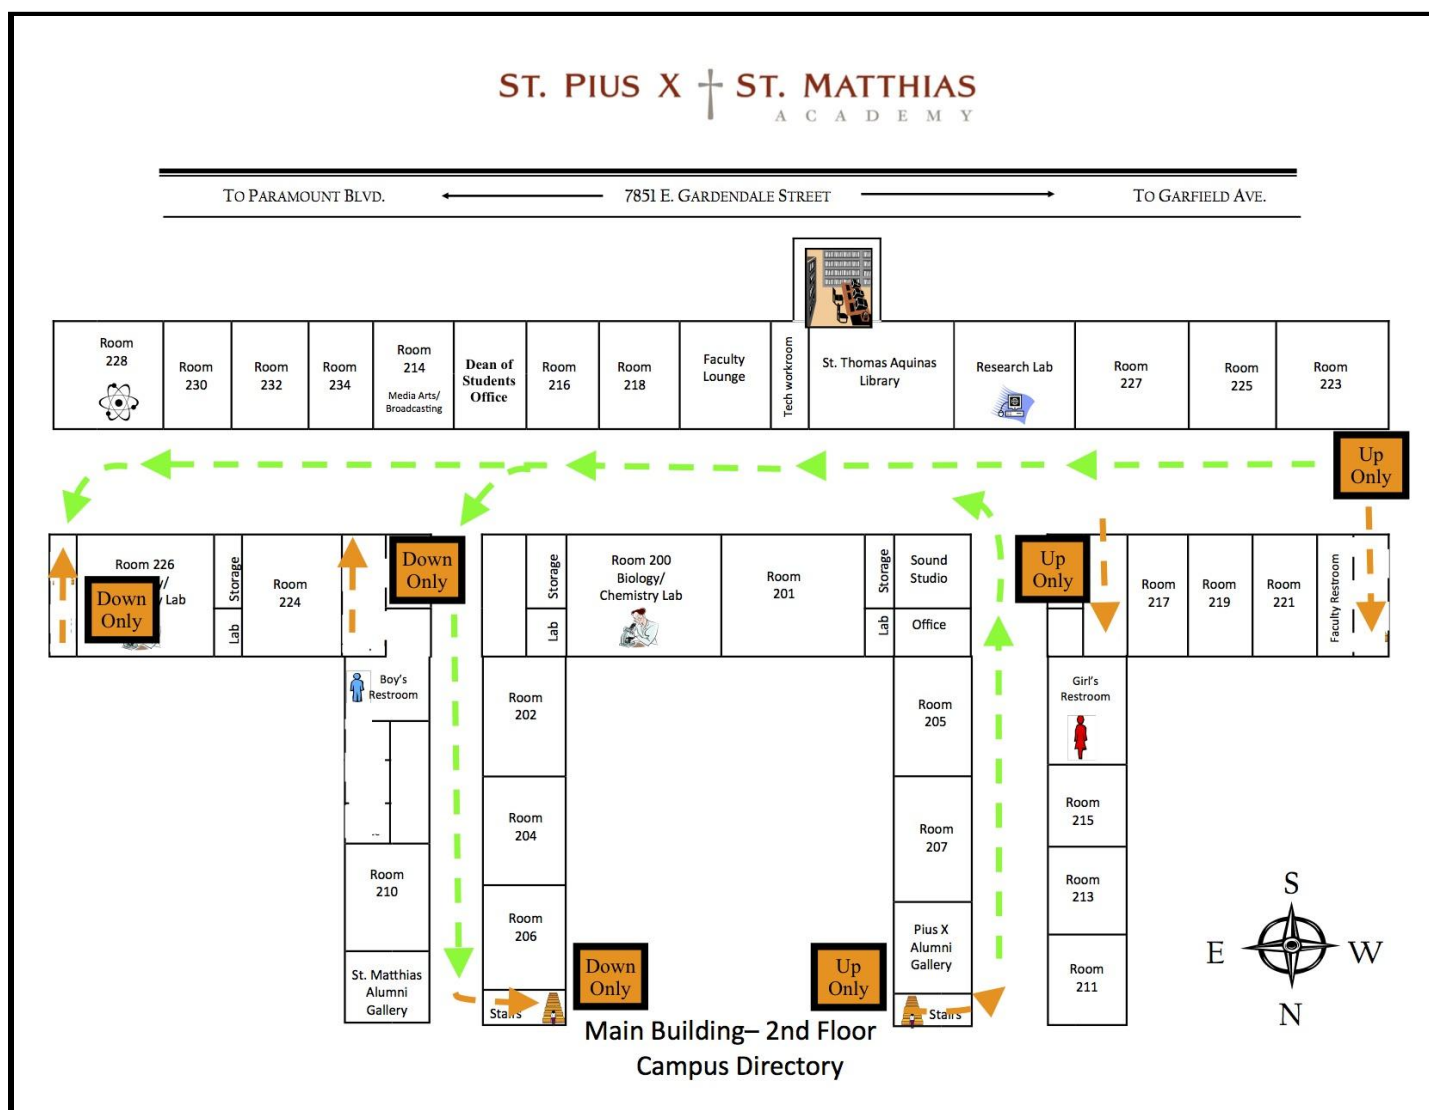 ST. PIUS X ST. MATTHIAS
ACADEMY
TO PARAMOUNT BLVD. 7851 E. GARDENDALE STREET TO GARFIELD AVE.
Room
228
Room
230
Room
232
Room
234
Room
214
Media Arts/
Broadcasting
Dean of
Students
Office
Room
216
Room
218
Faculty
Lounge
Tech workroom
St. Thomas Aquinas
Library
Research Lab
Room
227
Room
225
Room
223
Up
Only
Room 226
Lab
Down
Only
Storage
Lab
Room
224
Down
Only
Storage
Lab
Room 200
Biology/
Chemistry Lab
Room
201
Storage
Lab
Sound
Studio
Office
Up
Only
Room
217
Room
219
Room
221
Faculty Restroom
Boy's
Restroom
Room
202
Room
205
Girl's
Restroom
Room
204
Room
207
Room
215
Room
210
Room
206
Room
213
St. Matthias
Alumni
Gallery
Down
Only
Up
Only
Pius X
Alumni
Gallery
Room
211
Stairs
Stairs
S
E W
N
Main Building– 2nd Floor
Campus Directory